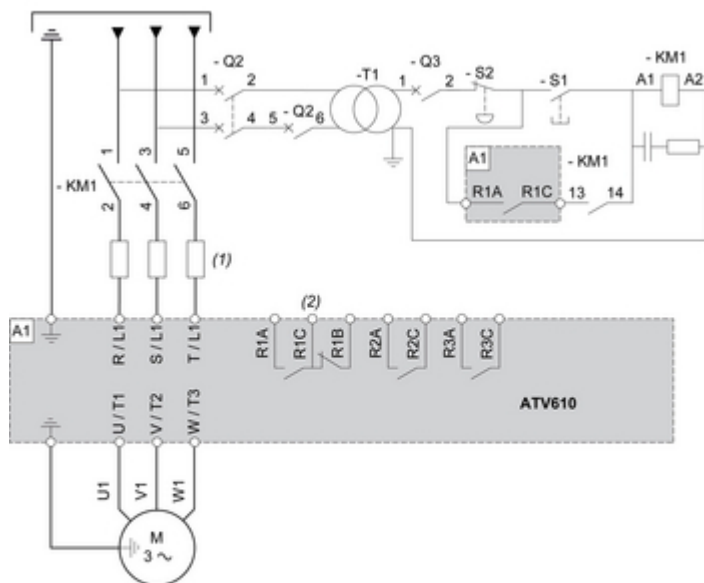 - Q2
1
2
3
4
5
- Q2
6
-T1
1
- Q3
2
- S2
- S1
- KM1
A1
A2
A1
R1A
R1C
- KM1
13
14
1
3
5
- KM1
2
4
6
(1)
(2)
A1
R / L1
S / L1
T / L1
R1A
R1C
R1B
R2A
R2C
R3A
R3C
ATV610
U / T1
V / T2
W / T3
U1
V1
W1
M
3 ~